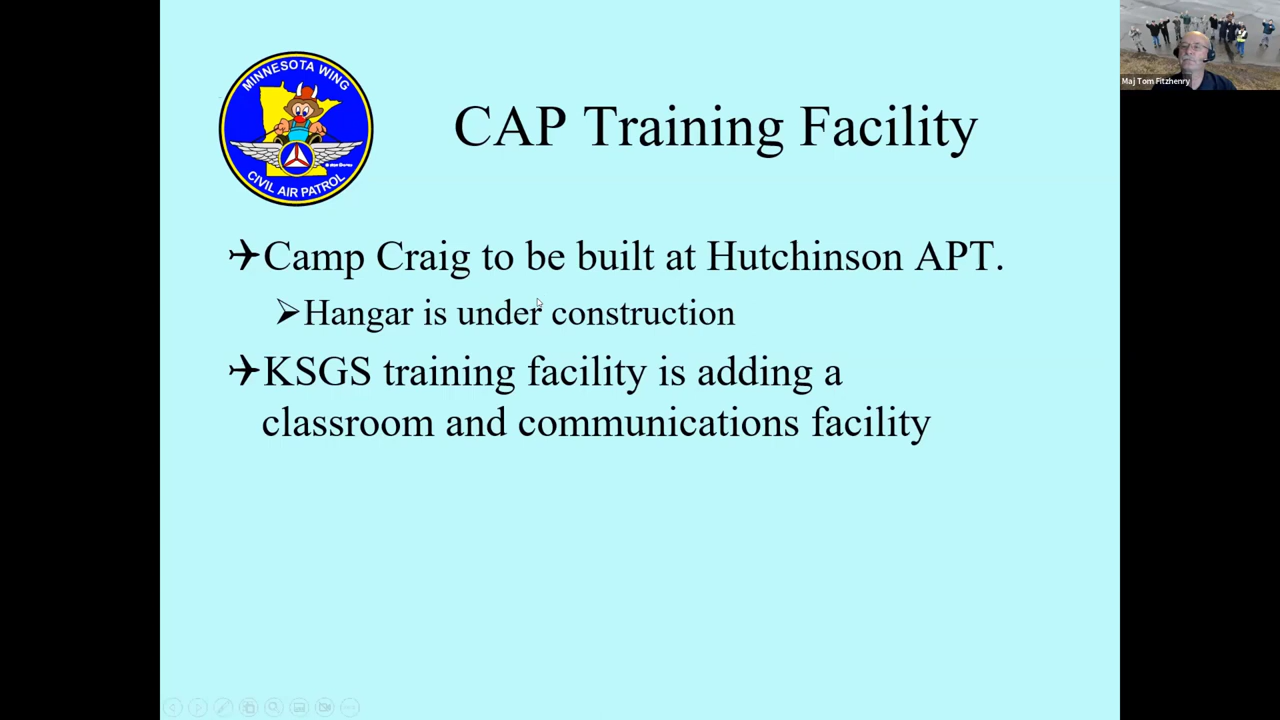 MINNESOTA WING
CIVIL AIR PATROL
Maj Tom Fitzhenry
CAP Training Facility
Camp Craig to be built at Hutchinson APT.
Hangar is under construction
KSGS training facility is adding a
classroom and communications facility